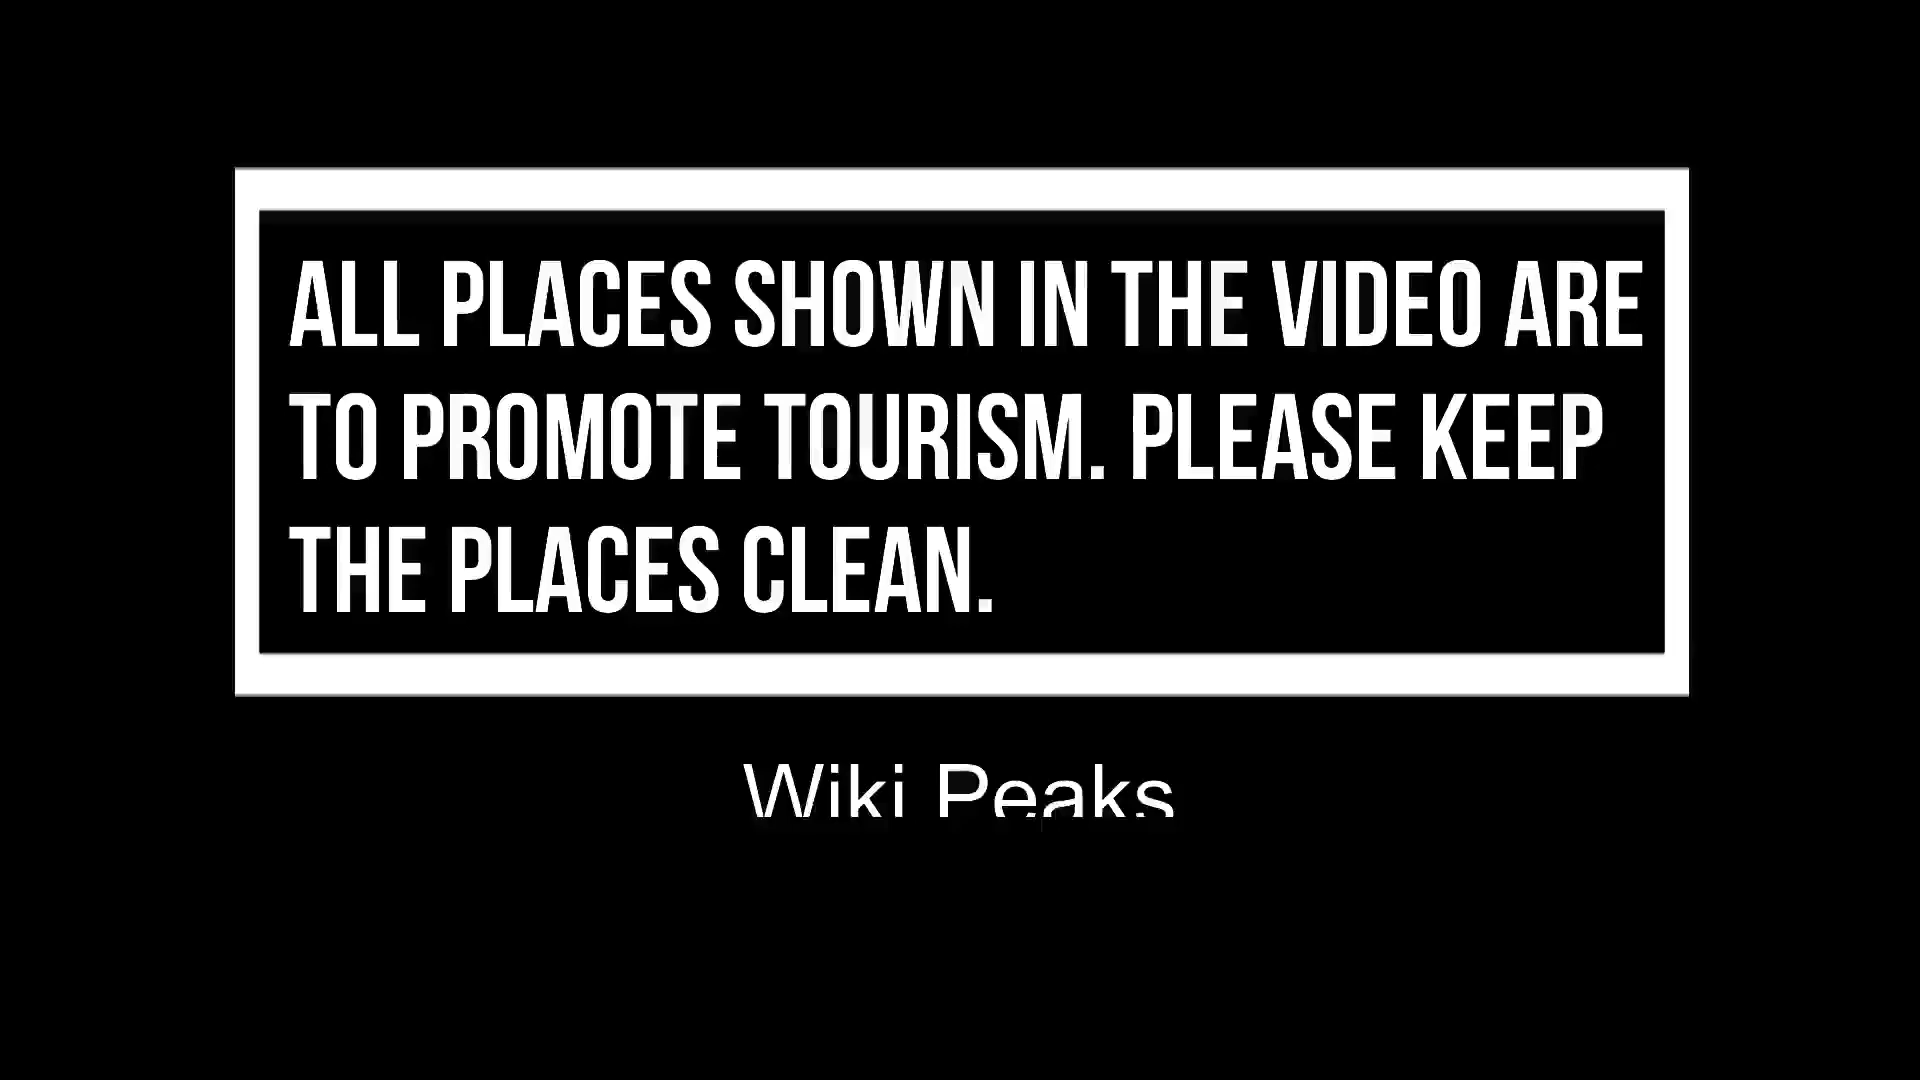 ALL PLACES SHOWN IN THE VIDEO ARE
TO PROMOTE TOURISM. PLEASE KEEP
THE PLACES CLEAN.
Wiki Peaks